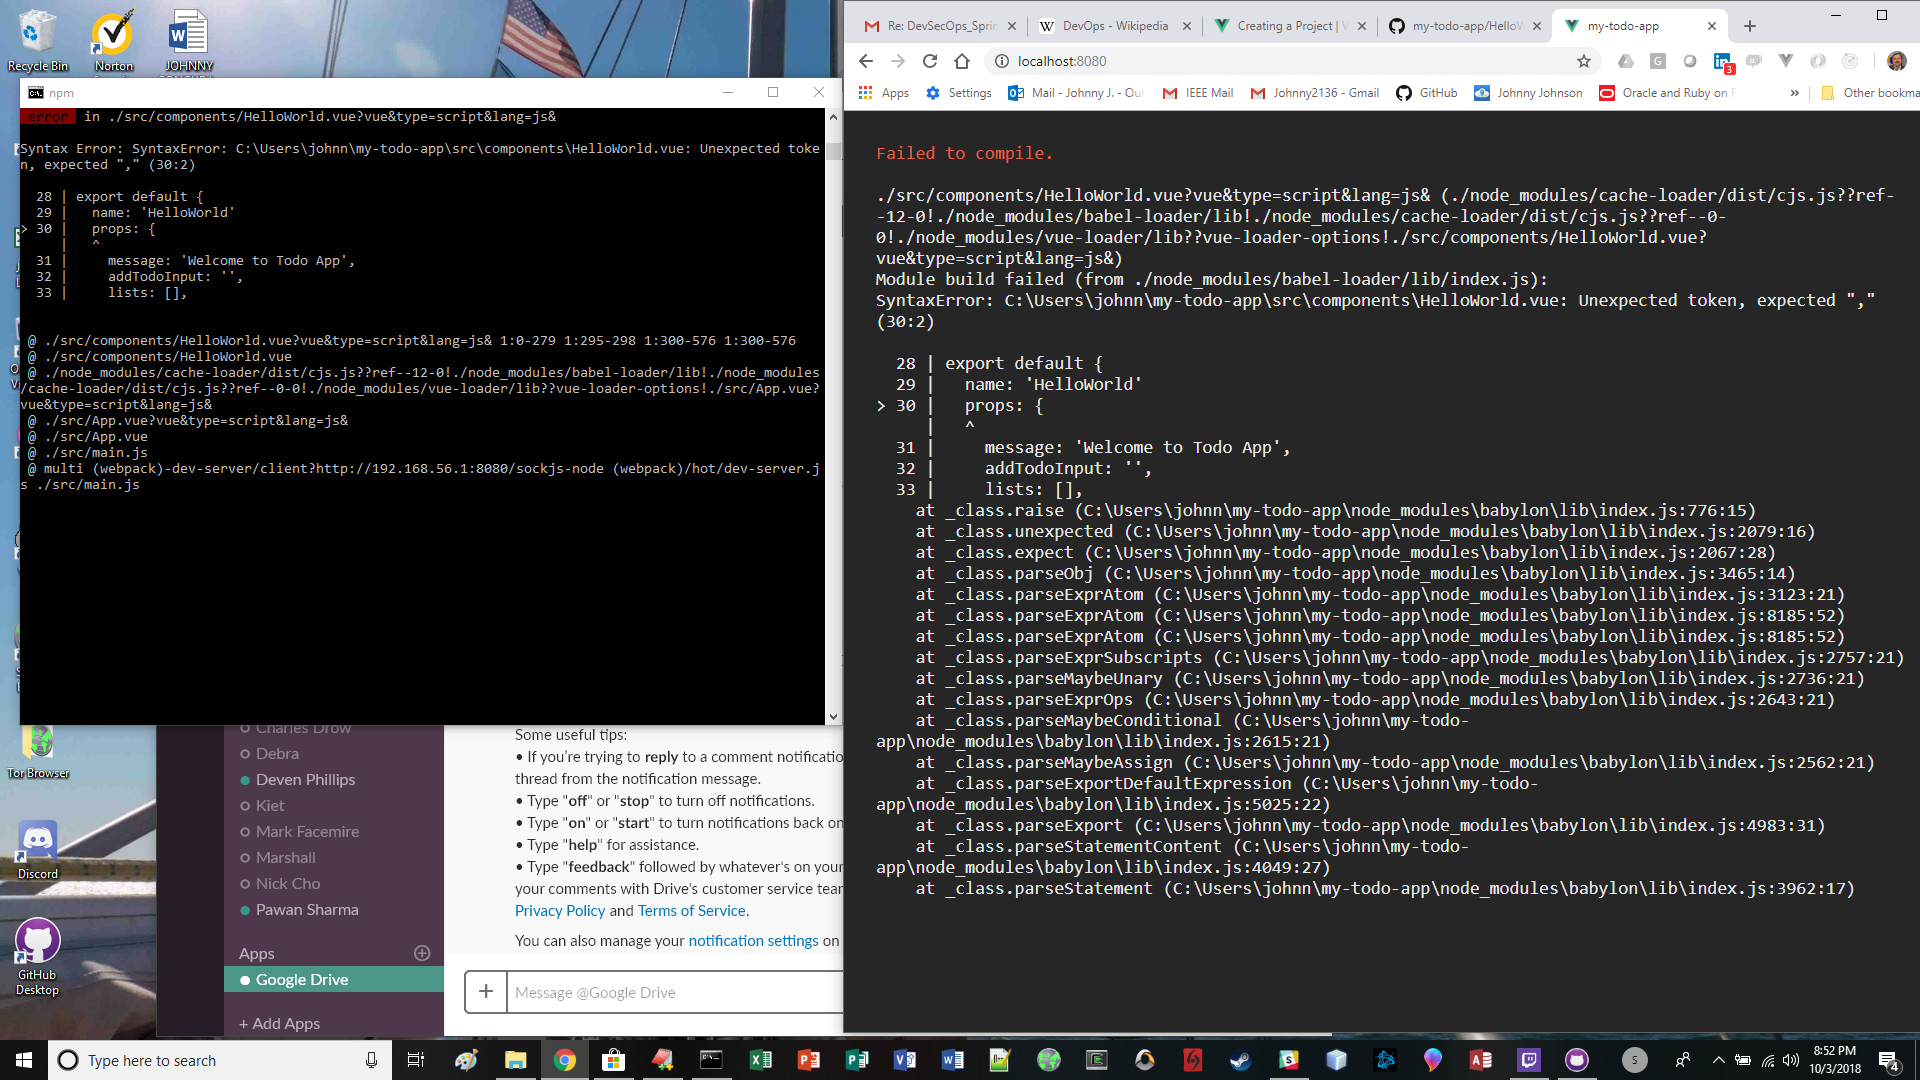 Recycle Bin
Norton
JOHNNY
npm
error in ./src/components/HelloWorld.vue?vue&type=script&lang=js&
Syntax Error: SyntaxError: C:\Users\johnn\my-todo-app\src\components\HelloWorld.vue: Unexpected toke
n, expected "," (30:2)
28 | export default {
29 |   name: 'HelloWorld'
> 30 |   props: {
|   ^
31 |     message: 'Welcome to Todo App',
32 |     addTodoInput: '',
33 |     lists: [],
@ ./src/components/HelloWorld.vue?vue&type=script&lang=js& 1:0-279 1:295-298 1:300-576 1:300-576
@ ./src/components/HelloWorld.vue
@ ./node_modules/cache-loader/dist/cjs.js??ref--12-0!./node_modules/babel-loader/lib!./node_modules
/cache-loader/dist/cjs.js??ref--0-0!./node_modules/vue-loader/lib??vue-loader-options!./src/App.vue?
vue&type=script&lang=js&
@ ./src/App.vue?vue&type=script&lang=js&
@ ./src/App.vue
@ ./src/main.js
@ multi (webpack)-dev-server/client?http://192.168.56.1:8080/sockjs-node (webpack)/hot/dev-server.j
s ./src/main.js
Tor Browser
Discord
GitHub
Desktop
Charles Drow
Debra
Deven Phillips
Kiet
Mark Facemire
Marshall
Nick Cho
Pawan Sharma
Apps
Google Drive
+ Add Apps
Some useful tips:
• If you're trying to reply to a comment notificatio
thread from the notification message.
• Type "off" or "stop" to turn off notifications.
• Type "on" or "start" to turn notifications back on
• Type "help" for assistance.
• Type "feedback" followed by whatever's on your
your comments with Drive's customer service tean
Privacy Policy and Terms of Service.
You can also manage your notification settings on
Message @Google Drive
Re: DevSecOps_Sprin
DevOps - Wikipedia
Creating a Project | V
my-todo-app/HelloW
my-todo-app
localhost:8080
3
Apps
Settings
Mail - Johnny J. - Out
IEEE Mail
Johnny2136 - Gmail
GitHub
Johnny Johnson
Oracle and Ruby on R
»
Other bookma
Failed to compile.
./src/components/HelloWorld.vue?vue&type=script&lang=js& (./node_modules/cache-loader/dist/cjs.js??ref-
-12-0!./node_modules/babel-loader/lib!./node_modules/cache-loader/dist/cjs.js??ref--0-
0!./node_modules/vue-loader/lib??vue-loader-options!./src/components/HelloWorld.vue?
vue&type=script&lang=js&)
Module build failed (from ./node_modules/babel-loader/lib/index.js):
SyntaxError: C:\Users\johnn\my-todo-app\src\components\HelloWorld.vue: Unexpected token, expected ","
(30:2)
28 | export default {
29 |   name: 'HelloWorld'
> 30 |   props: {
|   ^
31 |     message: 'Welcome to Todo App',
32 |     addTodoInput: '',
33 |     lists: [],
at _class.raise (C:\Users\johnn\my-todo-app\node_modules\babylon\lib\index.js:776:15)
at _class.unexpected (C:\Users\johnn\my-todo-app\node_modules\babylon\lib\index.js:2079:16)
at _class.expect (C:\Users\johnn\my-todo-app\node_modules\babylon\lib\index.js:2067:28)
at _class.parseObj (C:\Users\johnn\my-todo-app\node_modules\babylon\lib\index.js:3465:14)
at _class.parseExprAtom (C:\Users\johnn\my-todo-app\node_modules\babylon\lib\index.js:3123:21)
at _class.parseExprAtom (C:\Users\johnn\my-todo-app\node_modules\babylon\lib\index.js:8185:52)
at _class.parseExprAtom (C:\Users\johnn\my-todo-app\node_modules\babylon\lib\index.js:8185:52)
at _class.parseExprSubscripts (C:\Users\johnn\my-todo-app\node_modules\babylon\lib\index.js:2757:21)
at _class.parseMaybeUnary (C:\Users\johnn\my-todo-app\node_modules\babylon\lib\index.js:2736:21)
at _class.parseExprOps (C:\Users\johnn\my-todo-app\node_modules\babylon\lib\index.js:2643:21)
at _class.parseMaybeConditional (C:\Users\johnn\my-todo-
app\node_modules\babylon\lib\index.js:2615:21)
at _class.parseMaybeAssign (C:\Users\johnn\my-todo-app\node_modules\babylon\lib\index.js:2562:21)
at _class.parseExportDefaultExpression (C:\Users\johnn\my-todo-
app\node_modules\babylon\lib\index.js:5025:22)
at _class.parseExport (C:\Users\johnn\my-todo-app\node_modules\babylon\lib\index.js:4983:31)
at _class.parseStatementContent (C:\Users\johnn\my-todo-
app\node_modules\babylon\lib\index.js:4049:27)
at _class.parseStatement (C:\Users\johnn\my-todo-app\node_modules\babylon\lib\index.js:3962:17)
Type here to search
S
8:52 PM
10/3/2018
4